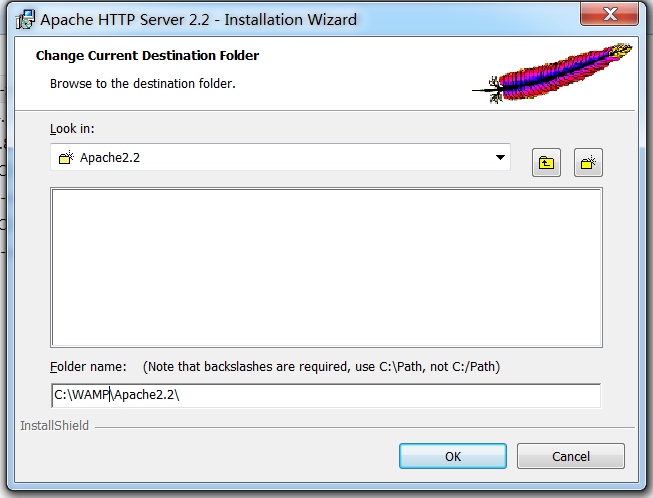 Apache HTTP Server 2.2 - Installation Wizard
Change Current Destination Folder
Browse to the destination folder.
Look in:
Apache2.2
Folder name: (Note that backslashes are required, use C:\Path, not C:/Path)
C:\WAMP\Apache2.2\
InstallShield
OK Cancel